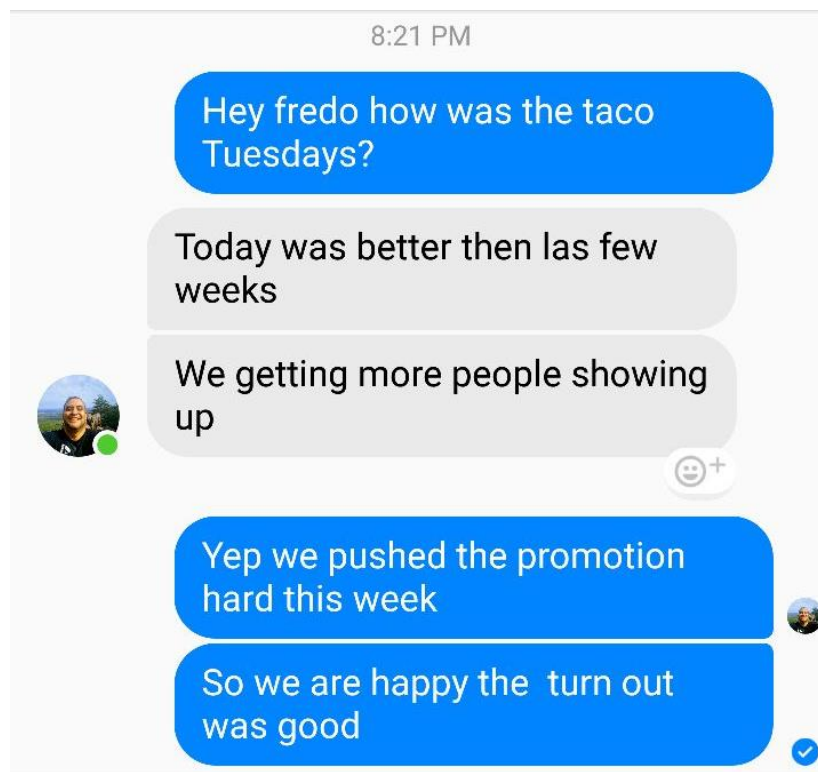 8:21 PM
Hey fredo how was the taco
Tuesdays?
Today was better then las few
weeks
We getting more people showing
up
Yep we pushed the promotion
hard this week
So we are happy the  turn out
was good